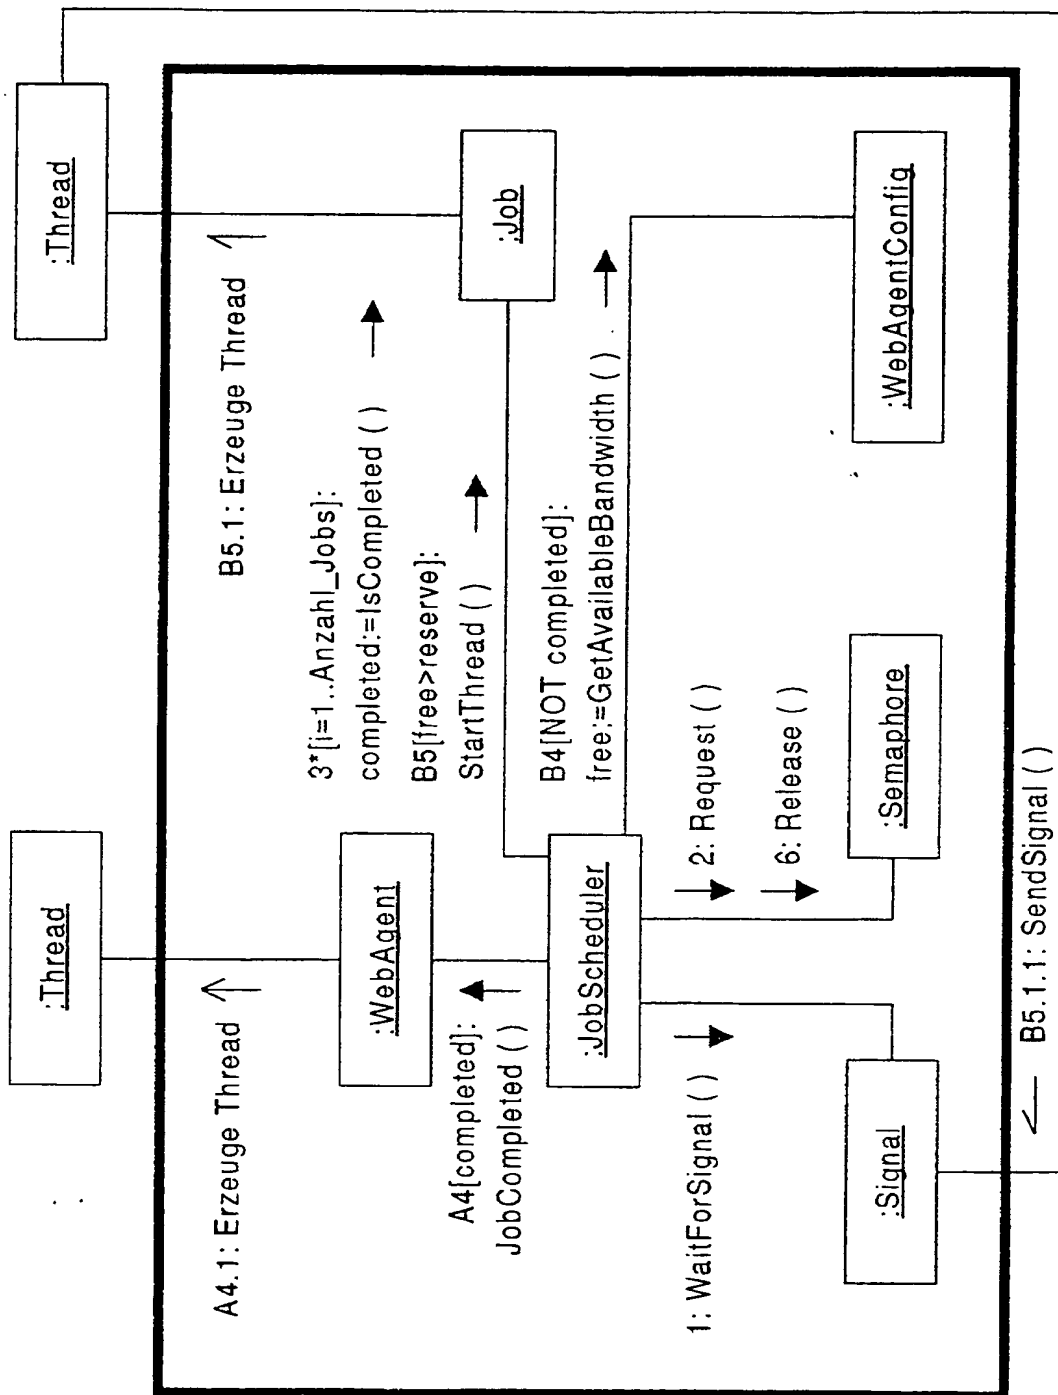 :Thread
:Thread
A4.1: Erzeuge Thread
B5.1: Erzeuge Thread
3*[i=1..Anzahl_Jobs]:
completed:=IsCompleted ( )
:WebAgent
B5[free>reserve]:
StartThread ( )
:Job
A4[completed]:
JobCompleted ( )
B4[NOT completed]:
free:=GetAvailableBandwidth ( )
:JobScheduler
1: WaitForSignal ( )
2: Request ( )
6: Release ( )
:Signal
:Semaphore
:WebAgentConfig
B5.1.1: SendSignal ( )